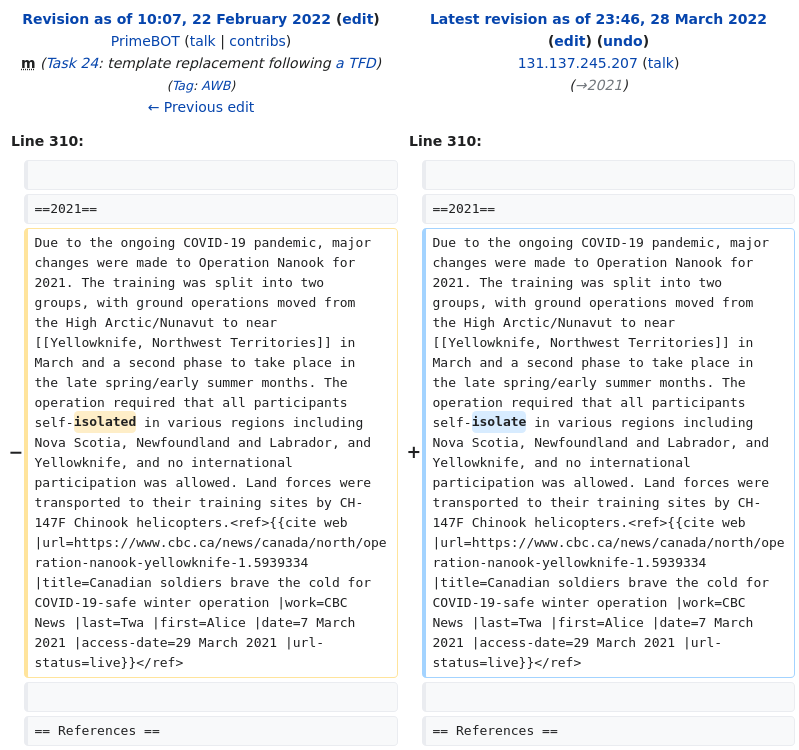 Revision as of 10:07, 22 February 2022 (edit)
PrimeBOT (talk | contribs)
m (Task 24: template replacement following a TFD)
(Tag: AWB)
← Previous edit
Line 310:
==2021==
− Due to the ongoing COVID-19 pandemic, major
changes were made to Operation Nanook for
2021. The training was split into two
groups, with ground operations moved from
the High Arctic/Nunavut to near
[[Yellowknife, Northwest Territories]] in
March and a second phase to take place in
the late spring/early summer months. The
operation required that all participants
self-isolated in various regions including
Nova Scotia, Newfoundland and Labrador, and
Yellowknife, and no international
participation was allowed. Land forces were
transported to their training sites by CH-
147F Chinook helicopters.<ref>{{cite web
|url=https://www.cbc.ca/news/canada/north/ope
ration-nanook-yellowknife-1.5939334
|title=Canadian soldiers brave the cold for
COVID-19-safe winter operation |work=CBC
News |last=Twa |first=Alice |date=7 March
2021 |access-date=29 March 2021 |url-
status=live}}</ref>
== References ==
Latest revision as of 23:46, 28 March 2022
(edit) (undo)
131.137.245.207 (talk)
(→2021)
Line 310:
==2021==
+ Due to the ongoing COVID-19 pandemic, major
changes were made to Operation Nanook for
2021. The training was split into two
groups, with ground operations moved from
the High Arctic/Nunavut to near
[[Yellowknife, Northwest Territories]] in
March and a second phase to take place in
the late spring/early summer months. The
operation required that all participants
self-isolate in various regions including
Nova Scotia, Newfoundland and Labrador, and
Yellowknife, and no international
participation was allowed. Land forces were
transported to their training sites by CH-
147F Chinook helicopters.<ref>{{cite web
|url=https://www.cbc.ca/news/canada/north/ope
ration-nanook-yellowknife-1.5939334
|title=Canadian soldiers brave the cold for
COVID-19-safe winter operation |work=CBC
News |last=Twa |first=Alice |date=7 March
2021 |access-date=29 March 2021 |url-
status=live}}</ref>
== References ==